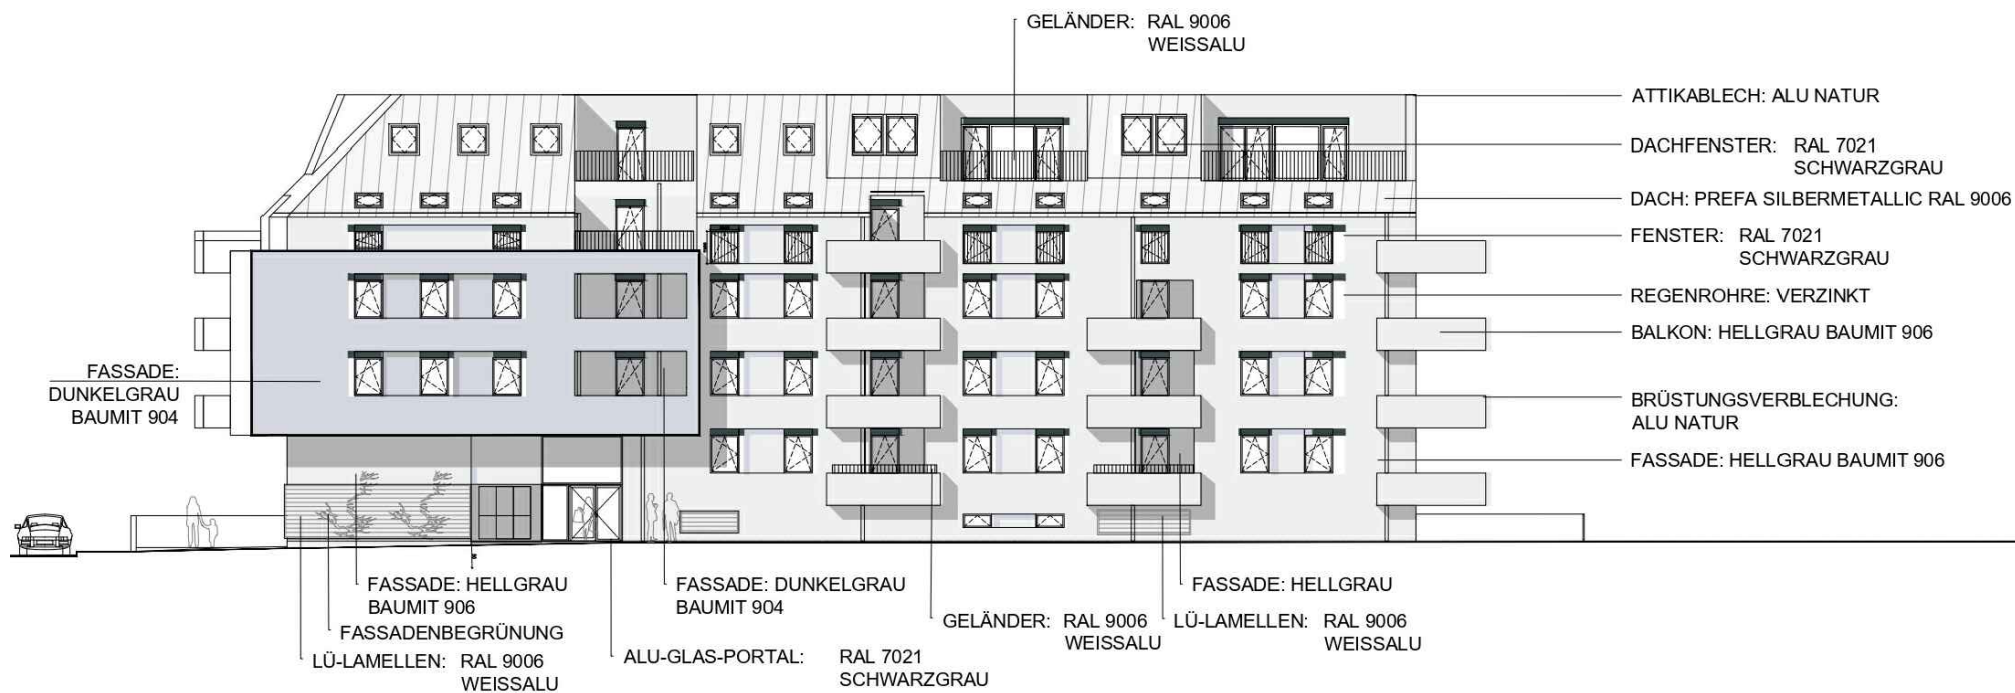 GELÄNDER: RAL 9006
WEISSALU
ATTIKABLECH: ALU NATUR
DACHFENSTER: RAL 7021
SCHWARZGRAU
DACH: PREFA SILBERMETALLIC RAL 9006
FENSTER: RAL 7021
SCHWARZGRAU
REGENROHRE: VERZINKT
BALKON: HELLGRAU BAUMIT 906
FASSADE:
DUNKELGRAU
BAUMIT 904
BRÜSTUNGSVERBLECHUNG:
ALU NATUR
FASSADE: HELLGRAU BAUMIT 906
FASSADE: HELLGRAU
BAUMIT 906
FASSADE: DUNKELGRAU
BAUMIT 904
FASSADE: HELLGRAU
GELÄNDER: RAL 9006
WEISSALU
LÜ-LAMELLEN: RAL 9006
WEISSALU
FASSADENBEGRÜNUNG
LÜ-LAMELLEN: RAL 9006
WEISSALU
ALU-GLAS-PORTAL: RAL 7021
SCHWARZGRAU